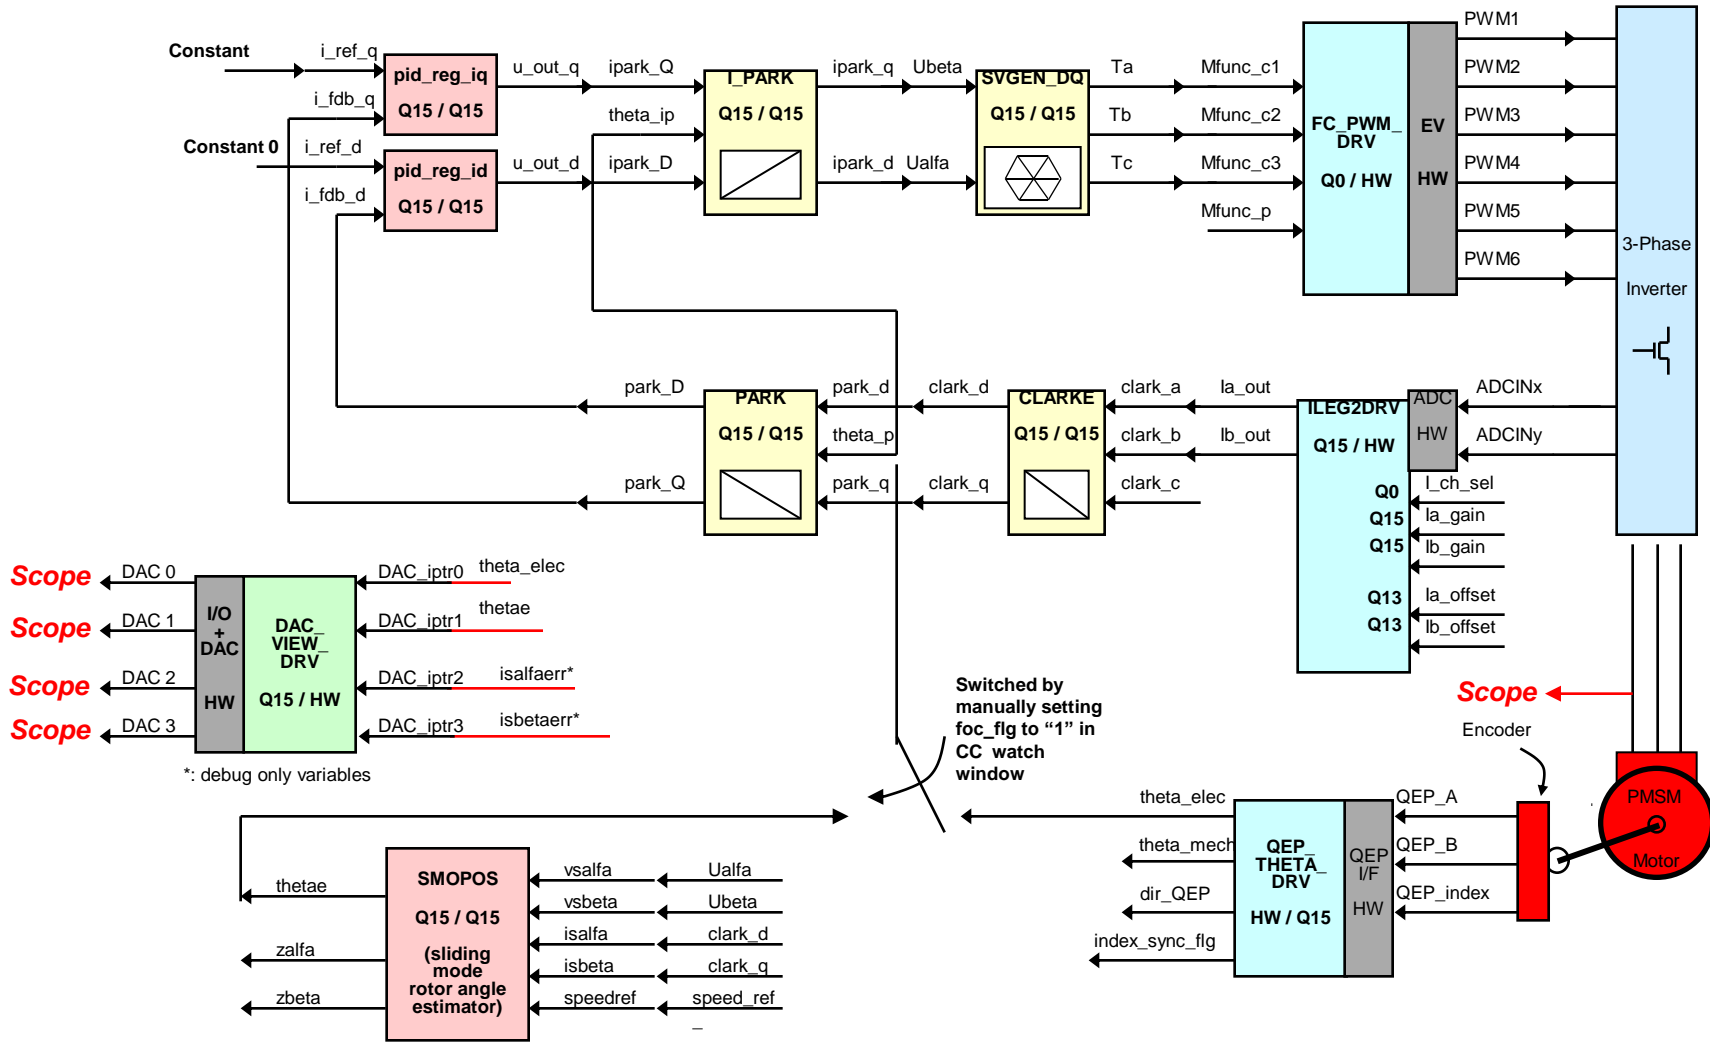 Constant
i_ref_q
i_fdb_q
pid_reg_iq
Q15 / Q15
u_out_q
ipark_Q
Constant 0
i_ref_d
i_fdb_d
pid_reg_id
Q15 / Q15
u_out_d
ipark_D
theta_ip
I_PARK
Q15 / Q15
ipark_q
Ubeta
ipark_d
Ualfa
SVGEN_DQ
Q15 / Q15
Ta
Tb
Tc
Mfunc_c1
Mfunc_c2
Mfunc_c3
Mfunc_p
FC_PWM_
DRV
Q0 / HW
EV
HW
PWM1
PWM2
PWM3
PWM4
PWM5
PWM6
3-Phase
Inverter
park_D
park_Q
PARK
Q15 / Q15
park_d
theta_p
park_q
clark_d
clark_q
CLARKE
Q15 / Q15
clark_a
clark_b
clark_c
Ia_out
Ib_out
ILEG2DRV
Q15 / HW
ADC
HW
ADCINx
ADCINy
Q0
Q15
Q15
Q13
Q13
I_ch_sel
Ia_gain
Ib_gain
Ia_offset
Ib_offset
Scope
DAC 0
Scope
DAC 1
Scope
DAC 2
Scope
DAC 3
I/O
+
DAC
HW
DAC_
VIEW_
DRV
Q15 / HW
DAC_iptr0
theta_elec
DAC_iptr1
thetae
DAC_iptr2
isalfaerr*
DAC_iptr3
isbetaerr*
*: debug only variables
Switched by
manually setting
foc_flg to “1” in
CC watch
window
Scope
Encoder
PMSM
Motor
theta_elec
theta_mech
dir_QEP
index_sync_flg
QEP_
THETA_
DRV
HW / Q15
QEP
I/F
HW
QEP_A
QEP_B
QEP_index
thetae
zalfa
zbeta
SMOPOS
Q15 / Q15
(sliding
mode
rotor angle
estimator)
vsalfa
vsbeta
isalfa
isbeta
speedref
Ualfa
Ubeta
clark_d
clark_q
speed_ref
_